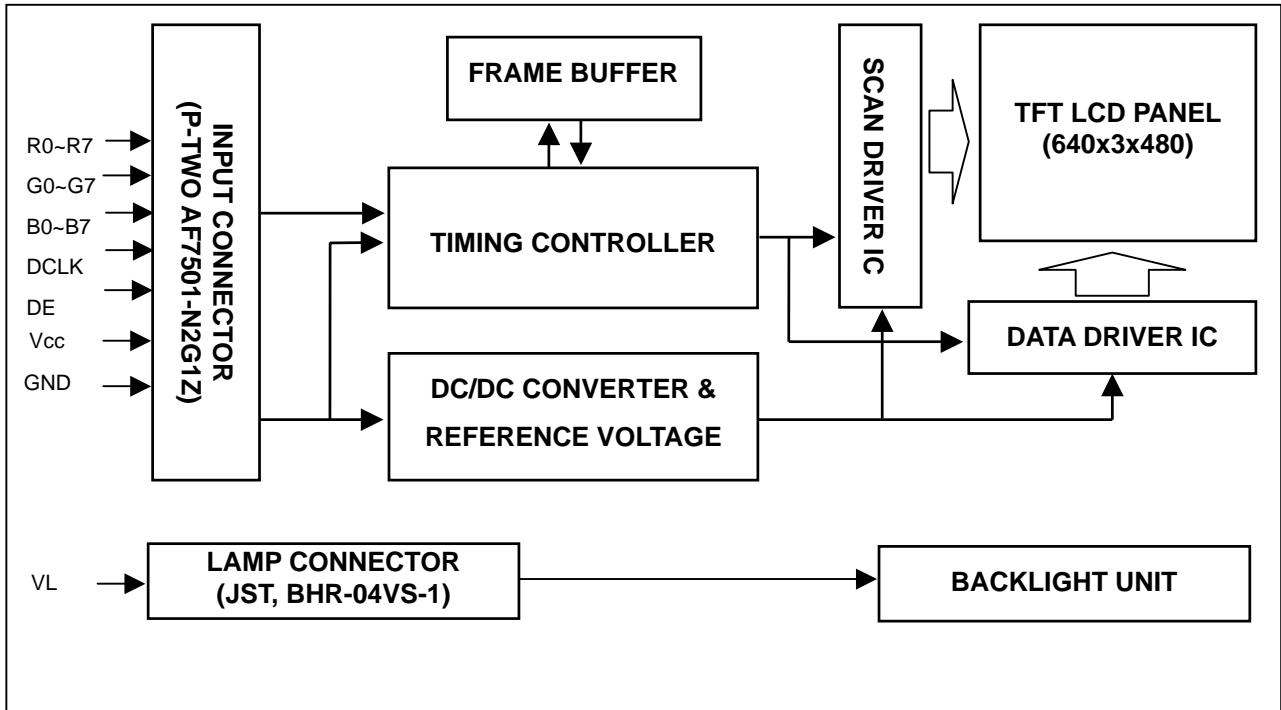 R0~R7
G0~G7
B0~B7
DCLK
DE
Vcc
GND
INPUT CONNECTOR
(P-TWO AF7501-N2G1Z)
FRAME BUFFER
TIMING CONTROLLER
DC/DC CONVERTER &
REFERENCE VOLTAGE
SCAN DRIVER IC
TFT LCD PANEL
(640x3x480)
DATA DRIVER IC
VL
LAMP CONNECTOR
(JST, BHR-04VS-1)
BACKLIGHT UNIT